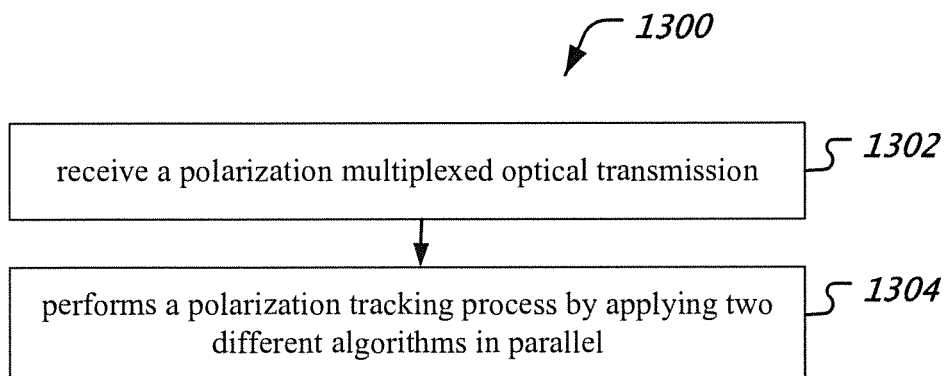 1300
receive a polarization multiplexed optical transmission
1302
performs a polarization tracking process by applying two
different algorithms in parallel
1304